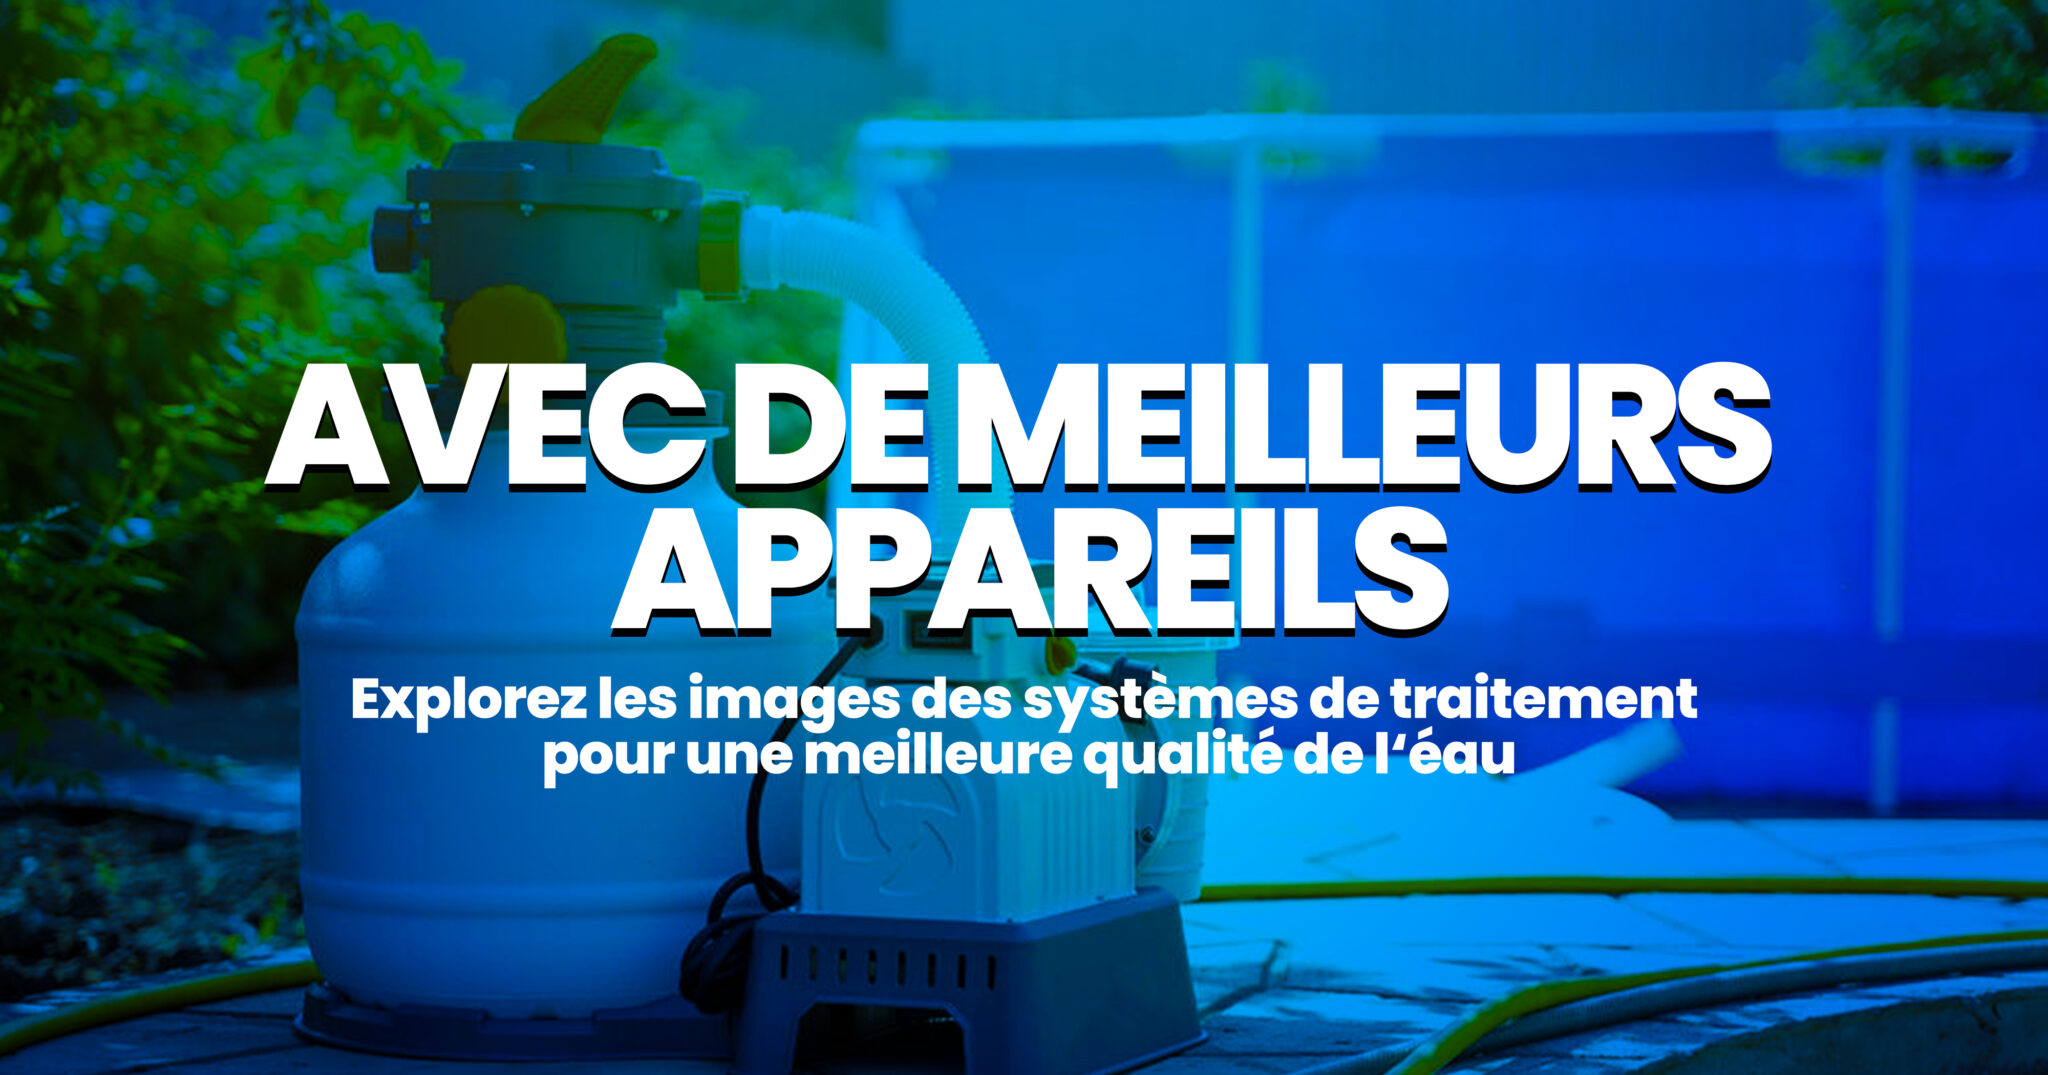 AVEC DE MEILLEURS
APPAREILS
Explorez les images des systèmes de traitement
pour une meilleure qualité de l‘éau